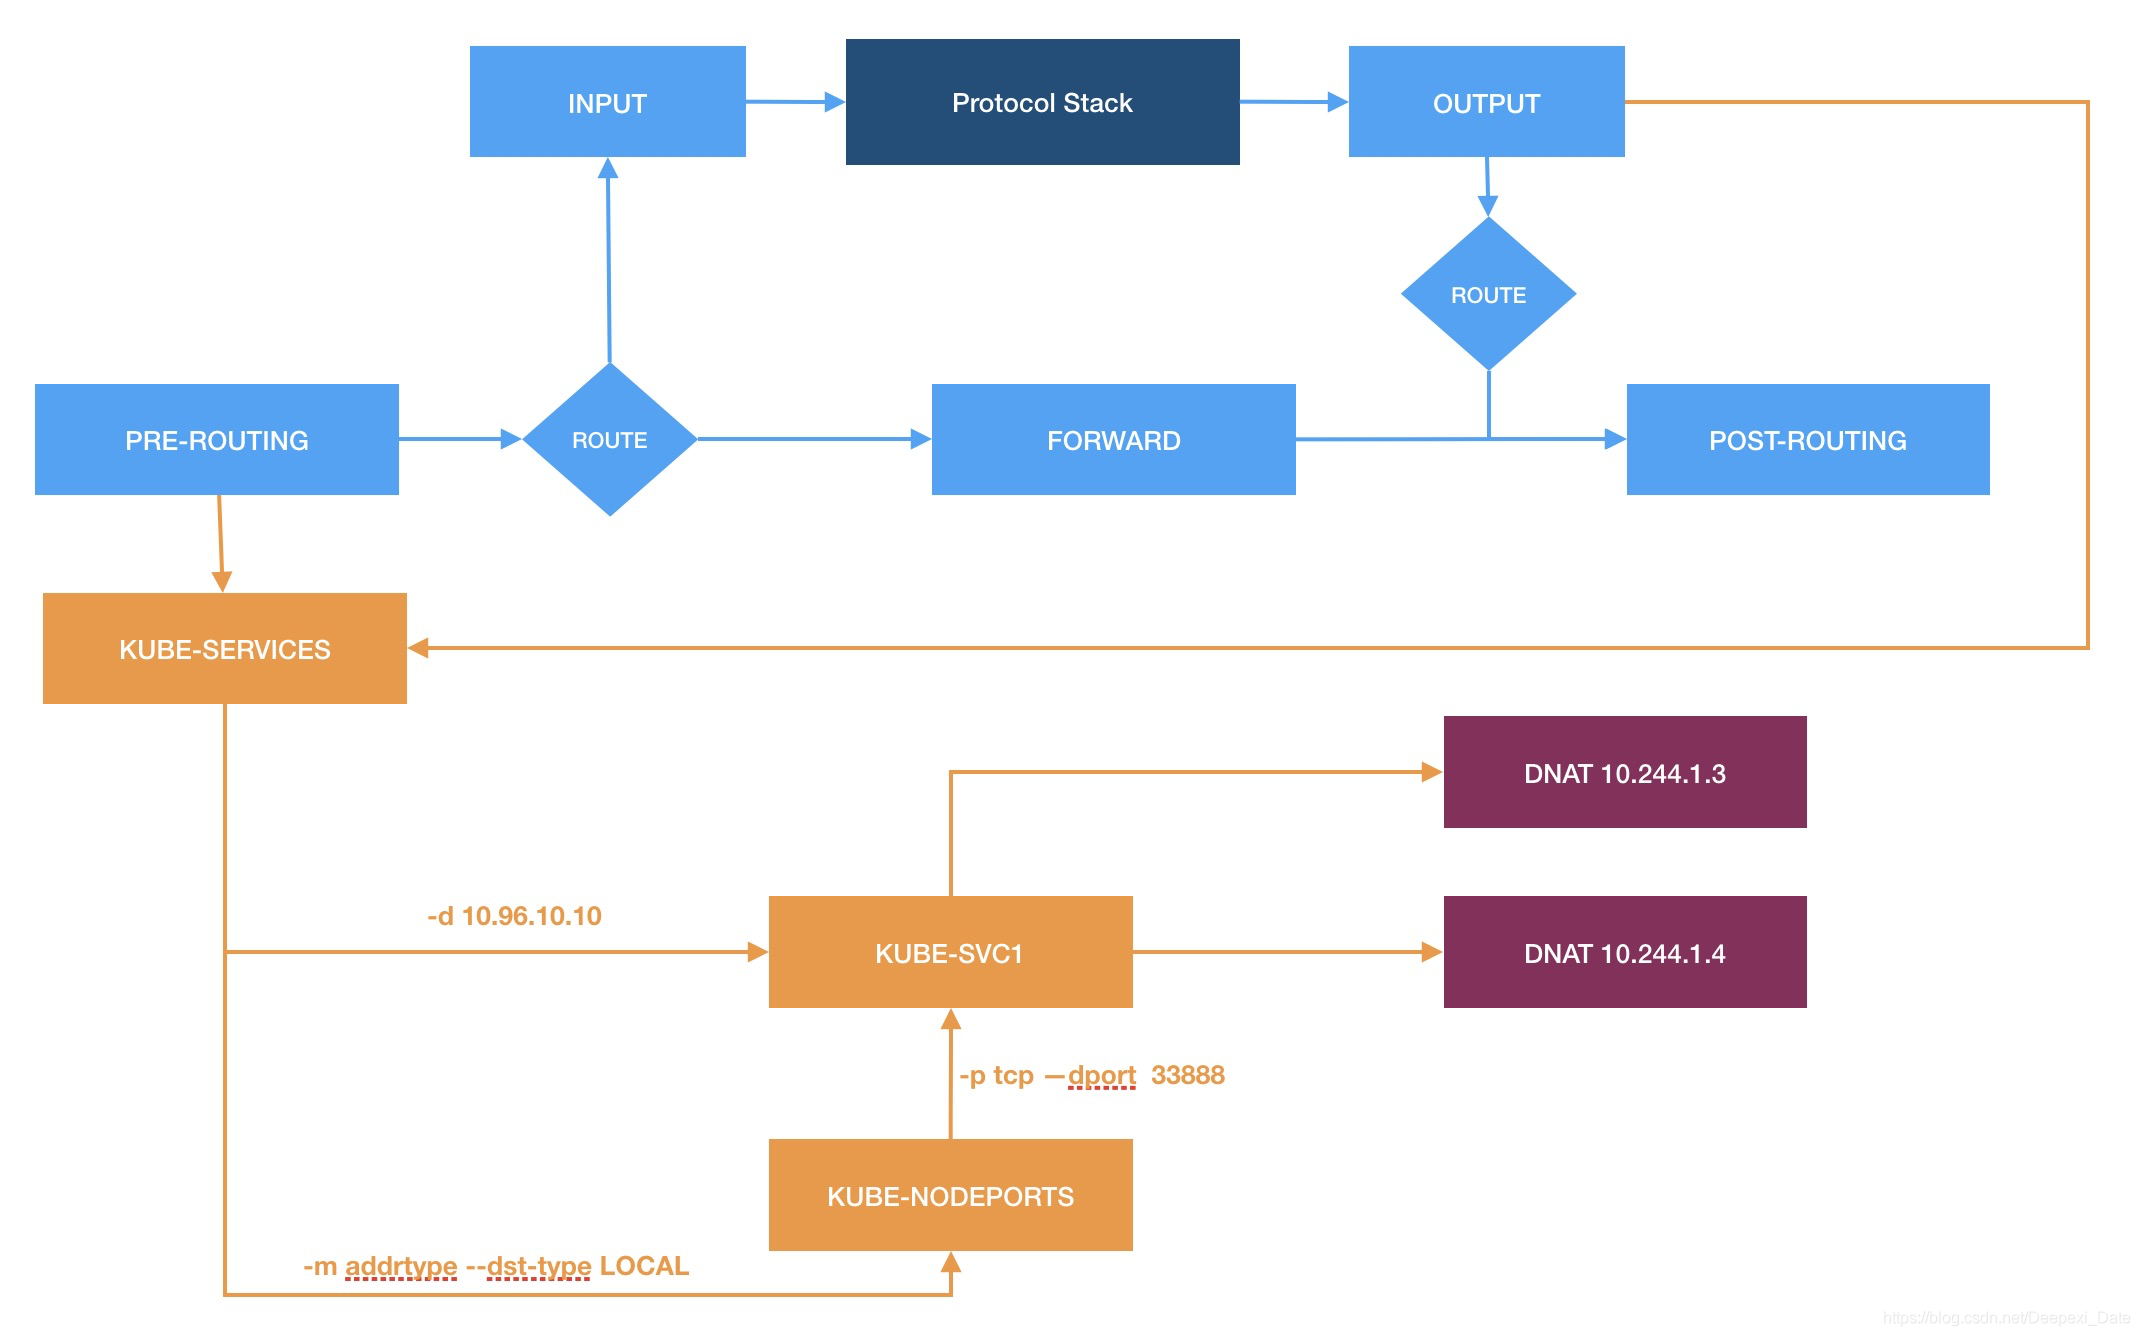 INPUT
Protocol Stack
OUTPUT
ROUTE
PRE-ROUTING
ROUTE
FORWARD
POST-ROUTING
KUBE-SERVICES
DNAT 10.244.1.3
-d 10.96.10.10
KUBE-SVC1
DNAT 10.244.1.4
-p tcp —dport 33888
KUBE-NODEPORTS
-m addrtype --dst-type LOCAL
https://blog.csdn.net/Deepexi_Date